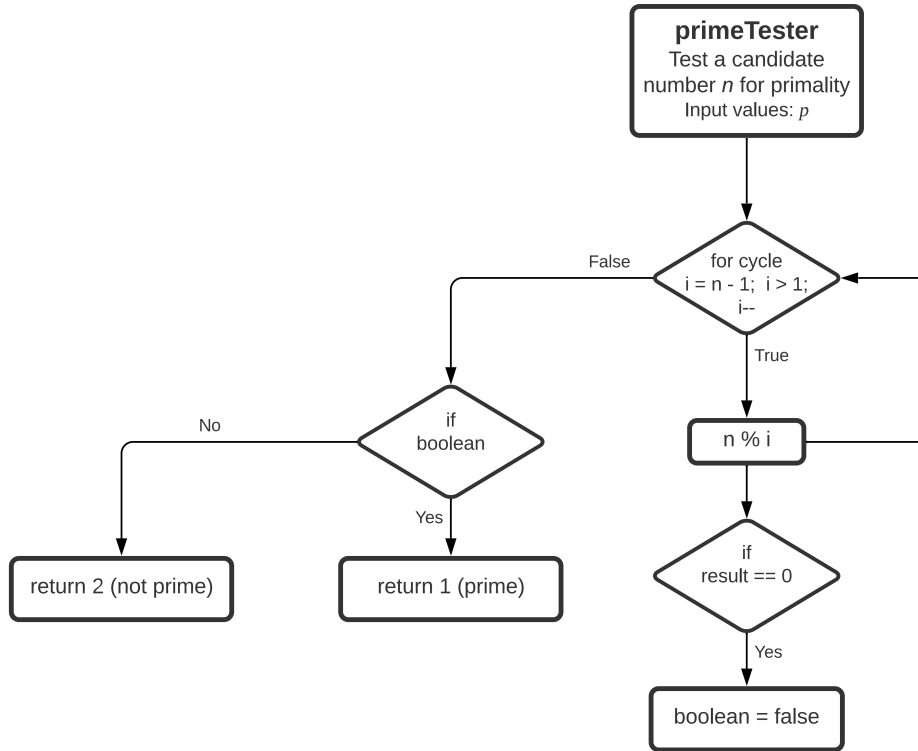 primeTester
Test a candidate
number n for primality
Input values: p
for cycle
i = n - 1;  i > 1;
i--
False
True
if
boolean
No
Yes
n % i
return 2 (not prime)
return 1 (prime)
if
result == 0
Yes
boolean = false